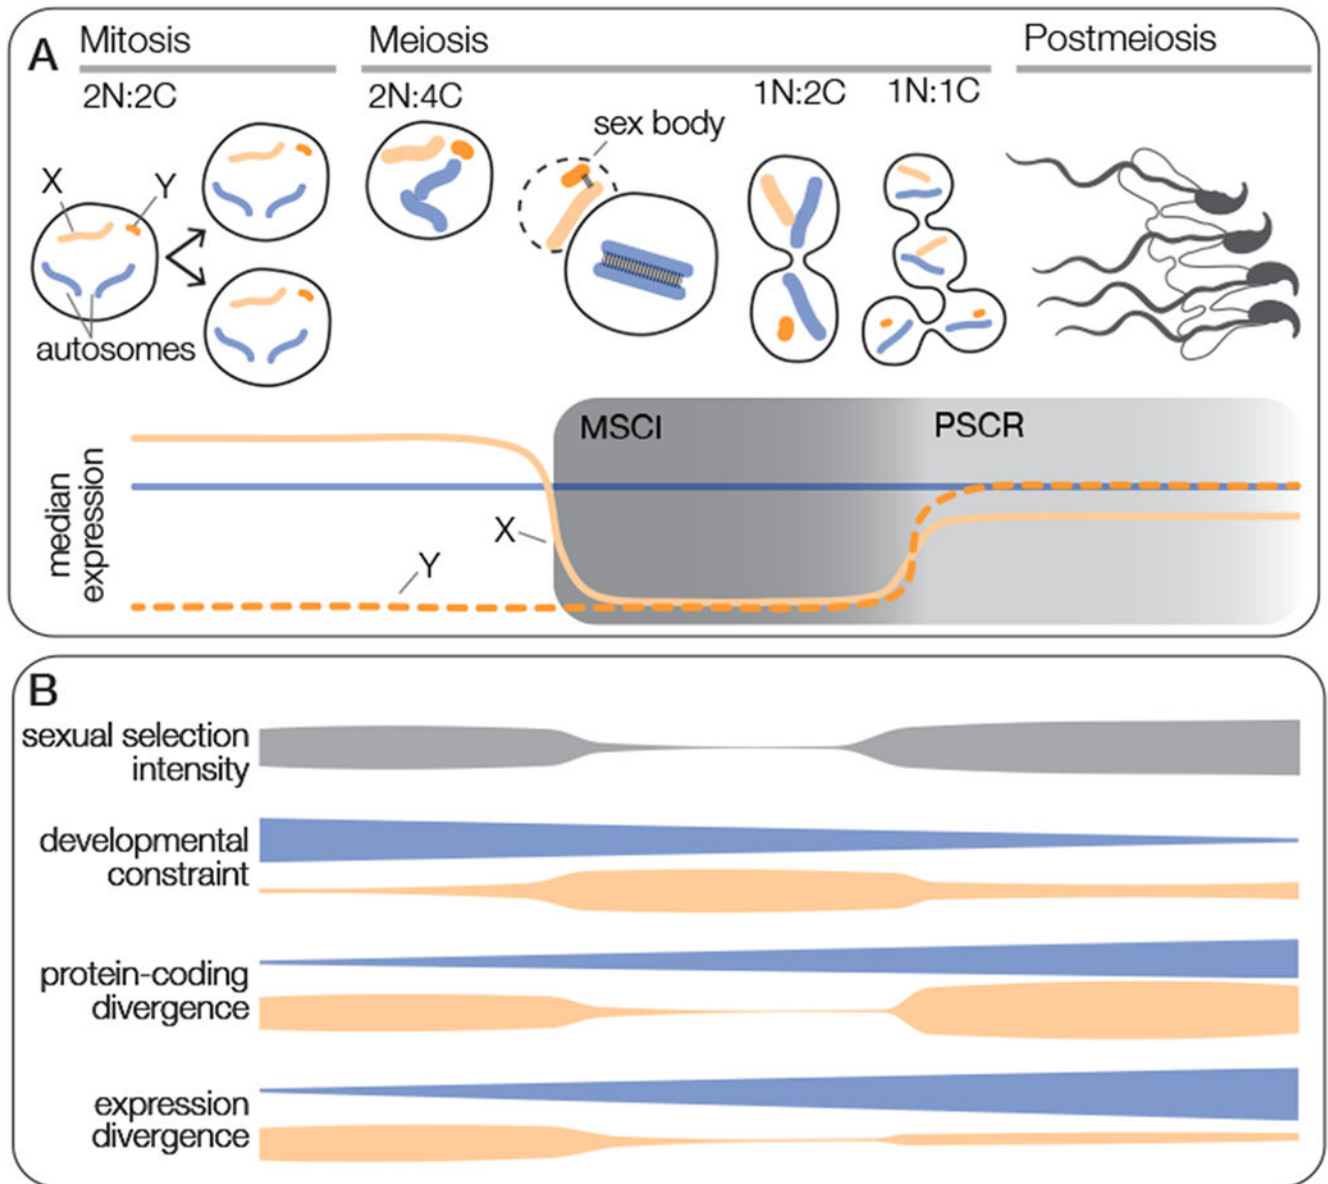 A
Mitosis
Meiosis
Postmeiosis
2N:2C
2N:4C
1N:2C
1N:1C
sex body
X
Y
autosomes
MSCI
PSCR
median
expression
X
Y
B
sexual selection
intensity
developmental
constraint
protein-coding
divergence
expression
divergence